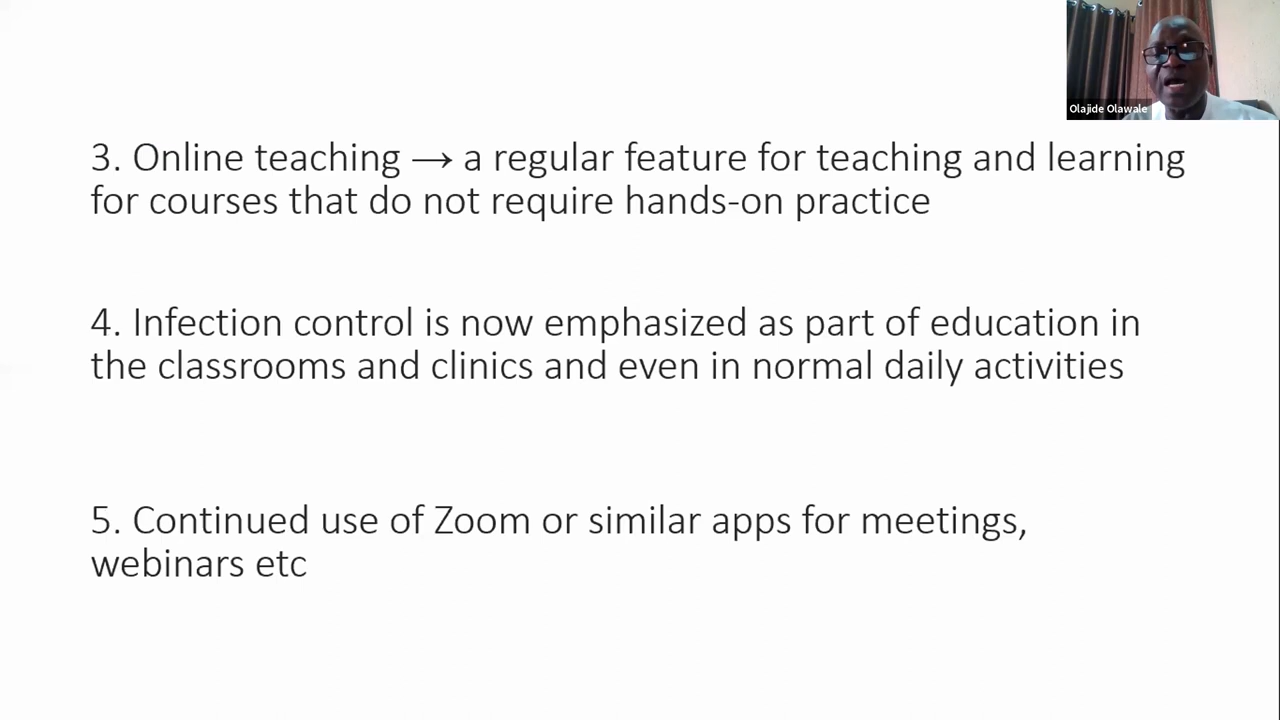 Olajide Olawale
3. Online teaching → a regular feature for teaching and learning
for courses that do not require hands-on practice
4. Infection control is now emphasized as part of education in
the classrooms and clinics and even in normal daily activities
5. Continued use of Zoom or similar apps for meetings,
webinars etc